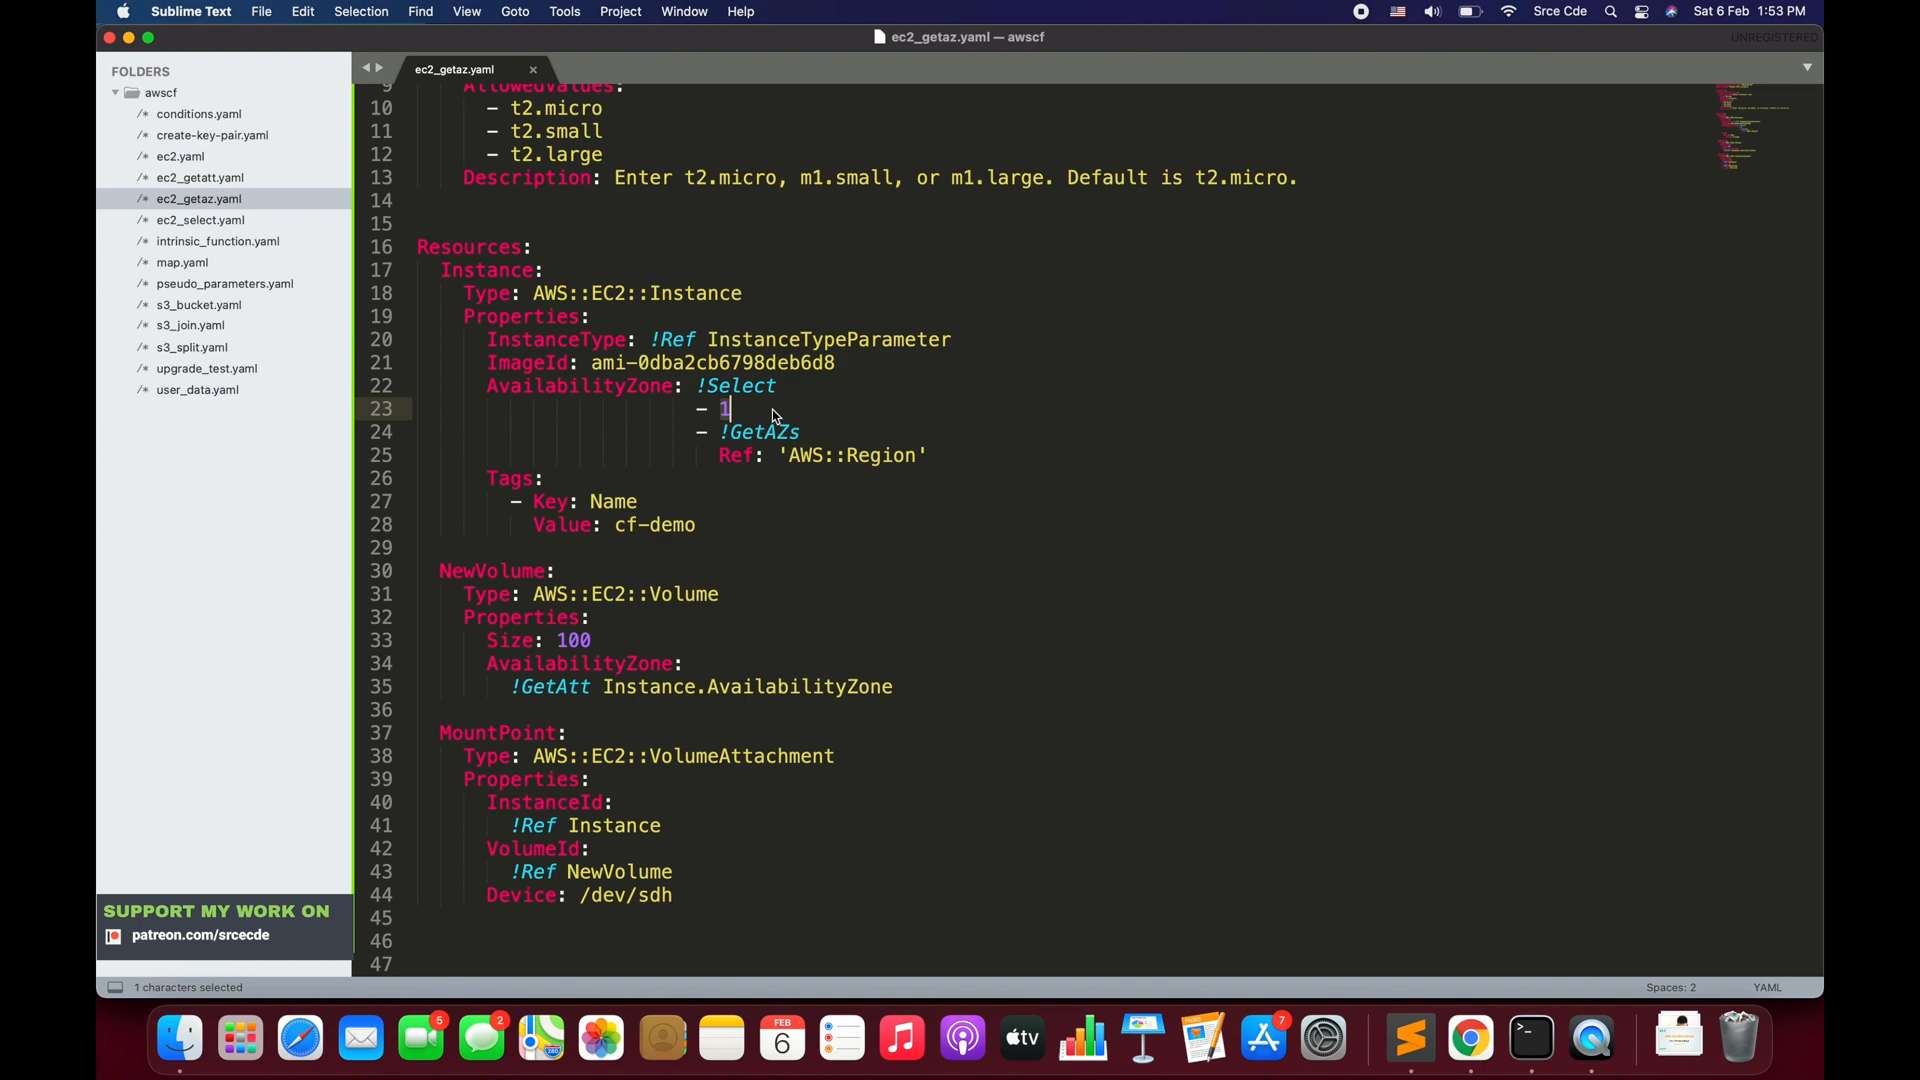 Sublime Text File Edit Selection Find View Goto Tools Project Window Help Srce Cde Sat 6 Feb 1:53 PM
ec2_getaz.yaml — awscf
UNREGISTERED
FOLDERS
awscf
/* conditions.yaml
/* create-key-pair.yaml
/* ec2.yaml
/* ec2_getatt.yaml
/* ec2_getaz.yaml
/* ec2_select.yaml
/* intrinsic_function.yaml
/* map.yaml
/* pseudo_parameters.yaml
/* s3_bucket.yaml
/* s3_join.yaml
/* s3_split.yaml
/* upgrade_test.yaml
/* user_data.yaml
SUPPORT MY WORK ON
patreon.com/srcecde
ec2_getaz.yaml ×
9 AllowedValues:
10 - t2.micro
11 - t2.small
12 - t2.large
13 Description: Enter t2.micro, m1.small, or m1.large. Default is t2.micro.
14
15
16 Resources:
17 Instance:
18 Type: AWS::EC2::Instance
19 Properties:
20 InstanceType: !Ref InstanceTypeParameter
21 ImageId: ami-0dba2cb6798deb6d8
22 AvailabilityZone: !Select
23 - 1
24 - !GetAZs
25 Ref: 'AWS::Region'
26 Tags:
27 - Key: Name
28 Value: cf-demo
29
30 NewVolume:
31 Type: AWS::EC2::Volume
32 Properties:
33 Size: 100
34 AvailabilityZone:
35 !GetAtt Instance.AvailabilityZone
36
37 MountPoint:
38 Type: AWS::EC2::VolumeAttachment
39 Properties:
40 InstanceId:
41 !Ref Instance
42 VolumeId:
43 !Ref NewVolume
44 Device: /dev/sdh
45
46
47
1 characters selected
Spaces: 2 YAML
5 2 FEB 6 tv 7